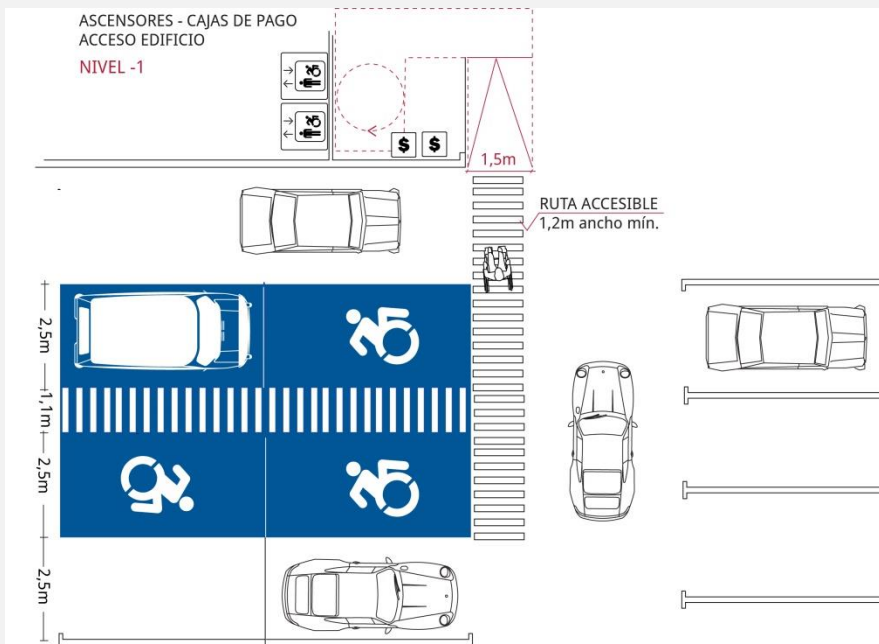 ASCENSORES - CAJAS DE PAGO
ACCESO EDIFICIO
NIVEL -1
$ $
1,5m
RUTA ACCESIBLE
1,2m ancho mín.
2,5m
1,1m
2,5m
2,5m